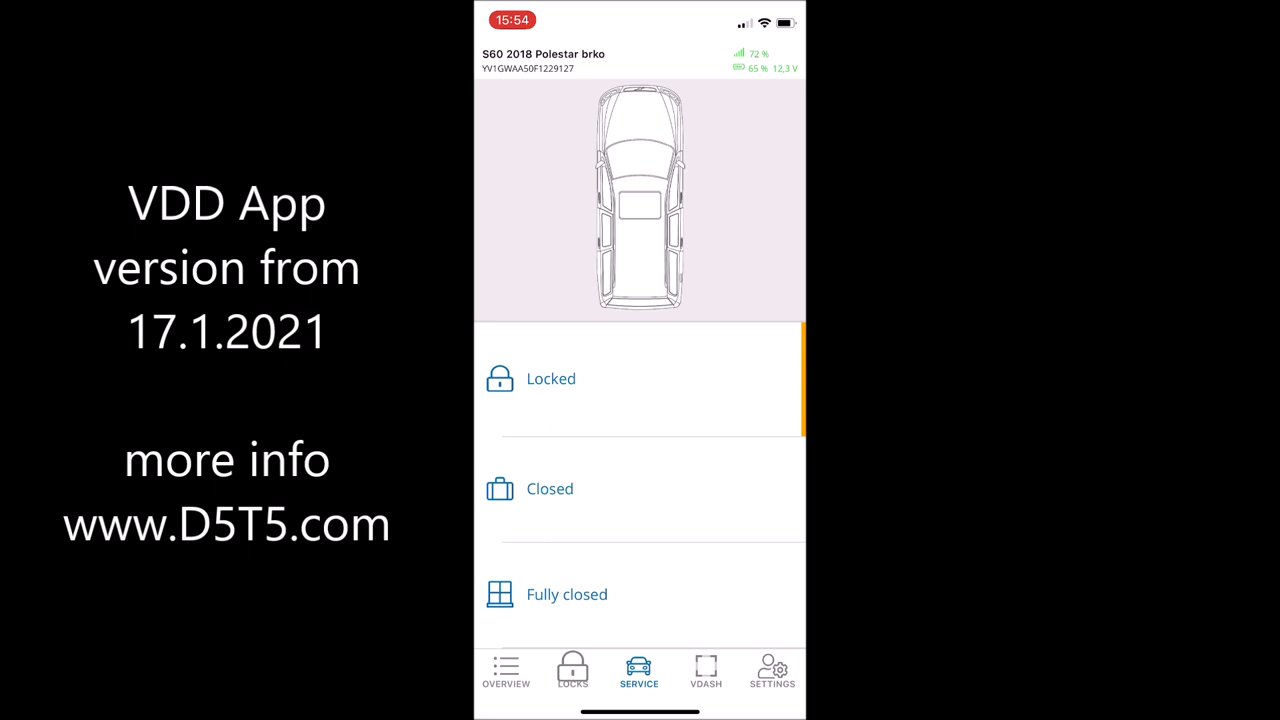 VDD App
version from
17.1.2021
more info
www.D5T5.com
15:54
S60 2018 Polestar brko
72 %
YV1GWAA50F1229127
65 % 12,3 V
Locked
Closed
Fully closed
OVERVIEW
LOCKS
SERVICE
VDASH
SETTINGS